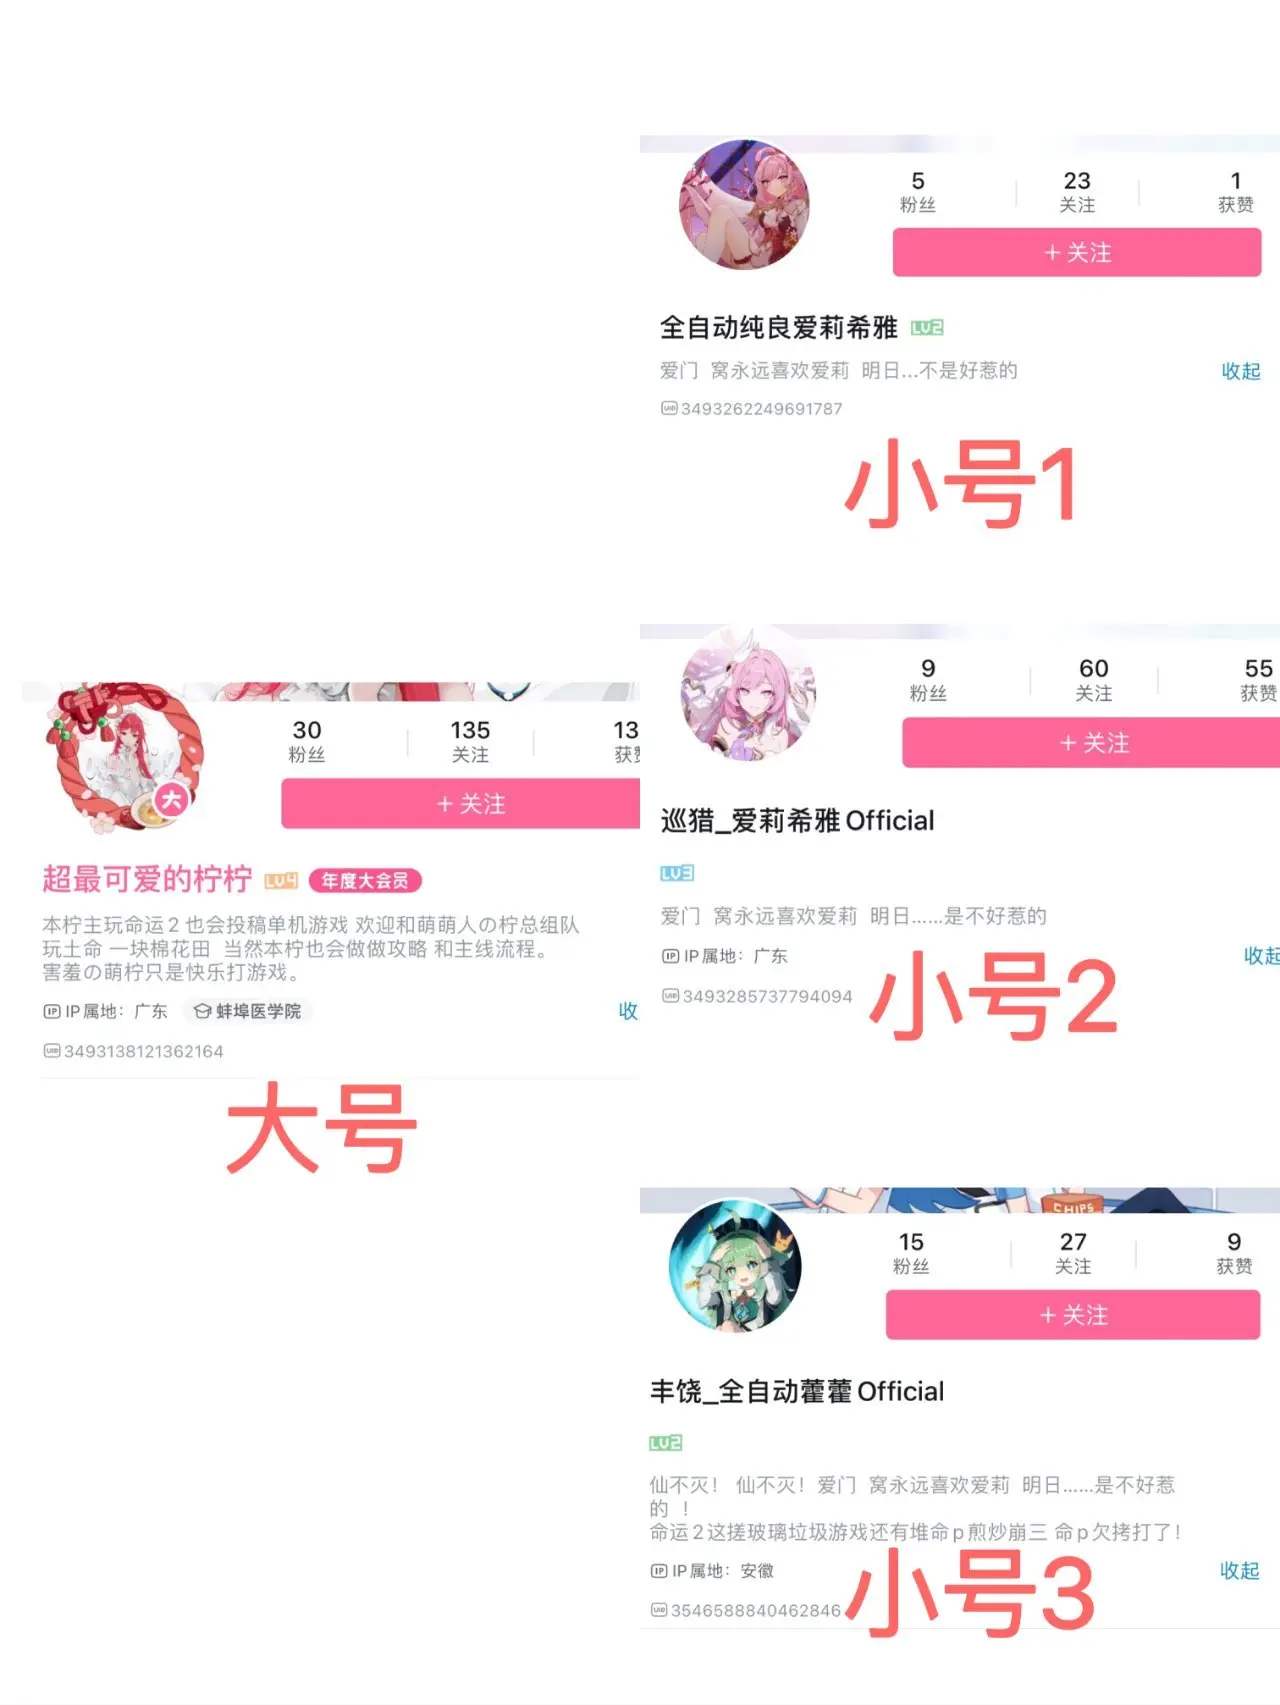 5 23 1
粉丝 关注 获赞
+ 关注
全自动纯良爱莉希雅 LV2
爱门 窝永远喜欢爱莉 明日...不是好惹的 收起
UID 3493262249691787
小号1
9 60 55
粉丝 关注 获赞
+ 关注
巡猎_爱莉希雅Official
LV3
爱门 窝永远喜欢爱莉 明日……是不好惹的
IP IP属地：广东 收起
UID 3493285737794094
小号2
30 135 13
粉丝 关注 获
大
+ 关注
超最可爱的柠柠 LV4 年度大会员
本柠主玩命运2 也会投稿单机游戏 欢迎和萌萌人の柠总组队
玩土命 一块棉花田 当然本柠也会做做攻略 和主线流程。
害羞の萌柠只是快乐打游戏。
IP IP属地：广东 蚌埠医学院 收
UID 3493138121362164
大号
CHIPS
15 27 9
粉丝 关注 获赞
+ 关注
丰饶_全自动藿藿Official
LV2
仙不灭！ 仙不灭！爱门 窝永远喜欢爱莉 明日……是不好惹
的 ！
命运2这搓玻璃垃圾游戏还有堆命p煎炒崩三 命p欠拷打了！
IP IP属地：安徽 收起
UID 3546588840462846
小号3